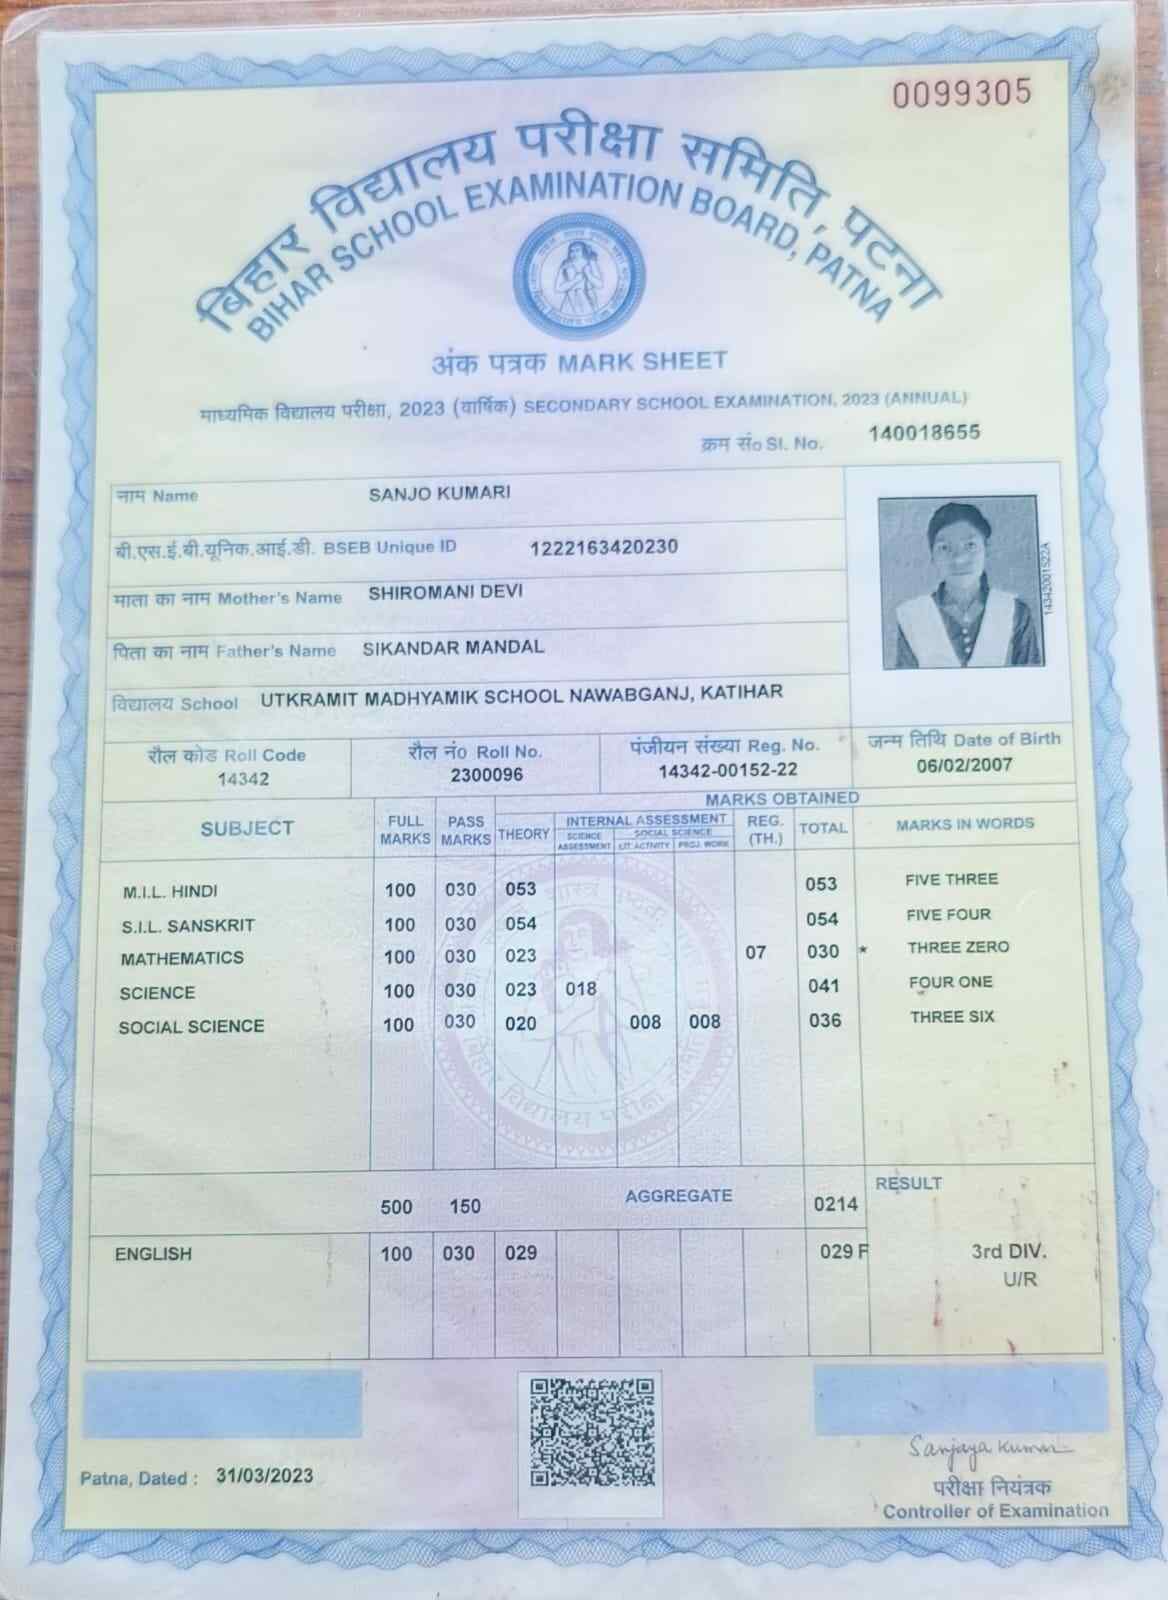 0099305
बिहार विद्यालय परीक्षा समिति, पटना
BIHAR SCHOOL EXAMINATION BOARD, PATNA
अंक पत्रक MARK SHEET
माध्यमिक विद्यालय परीक्षा, 2023 (वार्षिक) SECONDARY SCHOOL EXAMINATION, 2023 (ANNUAL)
क्रम सं० Sl. No. 140018655
नाम Name SANJO KUMARI
बी.एस.ई.बी.यूनिक.आई.डी. BSEB Unique ID 1222163420230
माता का नाम Mother's Name SHIROMANI DEVI
पिता का नाम Father's Name SIKANDAR MANDAL
विद्यालय School UTKRAMIT MADHYAMIK SCHOOL NAWABGANJ, KATIHAR
14342001522A
रौल कोड Roll Code रौल नं० Roll No. पंजीयन संख्या Reg. No. जन्म तिथि Date of Birth
14342 2300096 14342-00152-22 06/02/2007
MARKS OBTAINED
SUBJECT FULL MARKS PASS MARKS THEORY INTERNAL ASSESSMENT REG. (TH.) TOTAL MARKS IN WORDS
SCIENCE ASSESSMENT SOCIAL SCIENCE
LIT. ACTIVITY PROJ. WORK
M.I.L. HINDI 100 030 053 053 FIVE THREE
S.I.L. SANSKRIT 100 030 054 054 FIVE FOUR
MATHEMATICS 100 030 023 07 030 * THREE ZERO
SCIENCE 100 030 023 018 041 FOUR ONE
SOCIAL SCIENCE 100 030 020 008 008 036 THREE SIX
बिहार विद्यालय परीक्षा
500 150 AGGREGATE 0214 RESULT
ENGLISH 100 030 029 029 F 3rd DIV.
U/R
Patna, Dated : 31/03/2023
Sanjaya Kumar
परीक्षा नियंत्रक
Controller of Examination